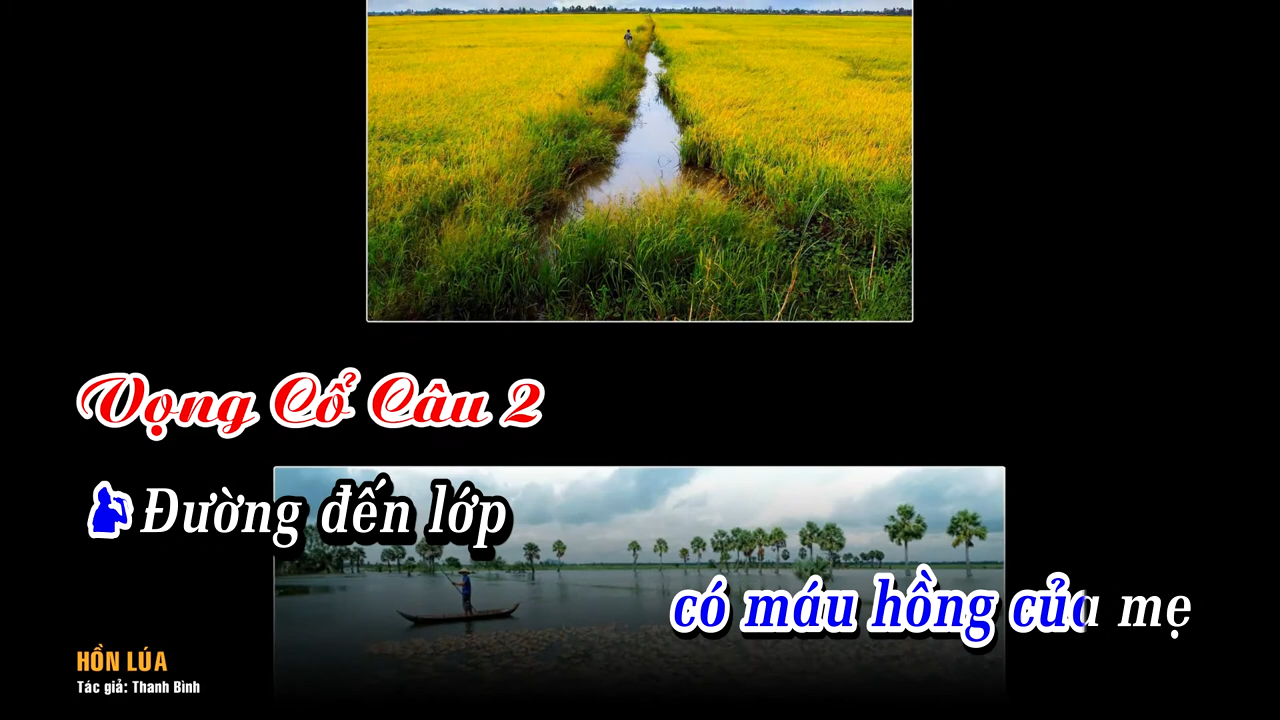 Vọng Cổ Câu 2
Đường đến lớp
có máu hồng của mẹ
HỒN LÚA
Tác giả: Thanh Bình